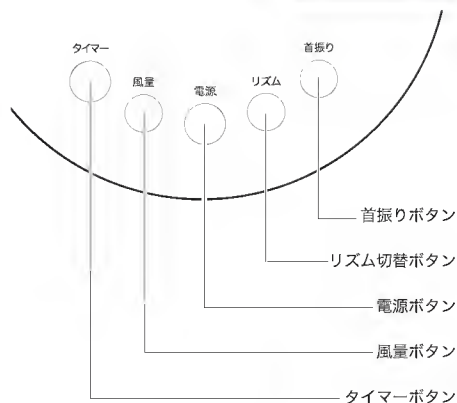 タイマー
風量
電源
リズム
首振り
首振りボタン
リズム切替ボタン
電源ボタン
風量ボタン
タイマーボタン